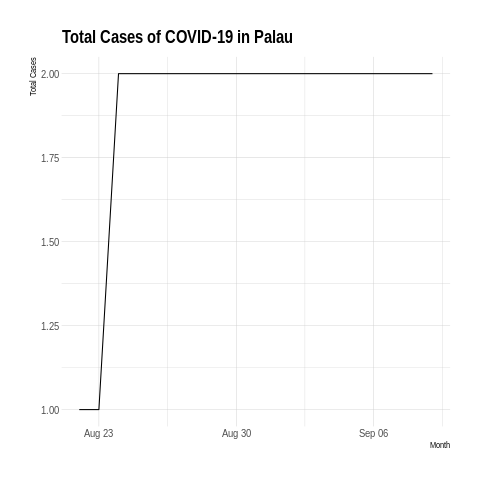 Total Cases of COVID-19 in Palau
Total Cases
2.00
1.75
1.50
1.25
1.00
Aug 23 Aug 30 Sep 06
Month